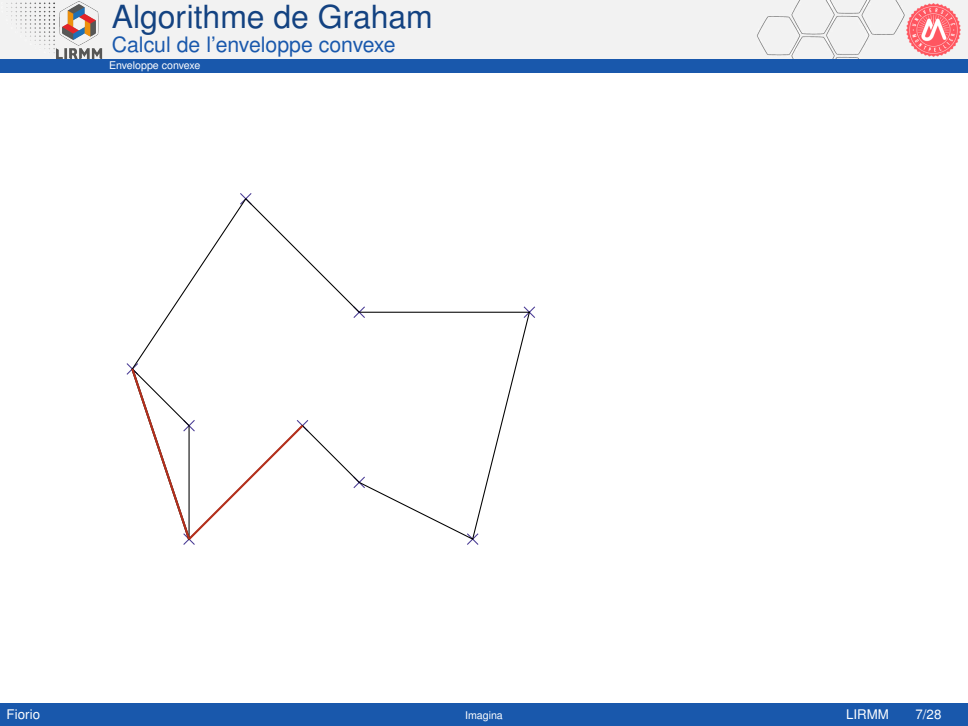 Algorithme de Graham
Calcul de l'enveloppe convexe
LIRMM
Enveloppe convexe
Fiorio
Imagina
LIRMM 7/28